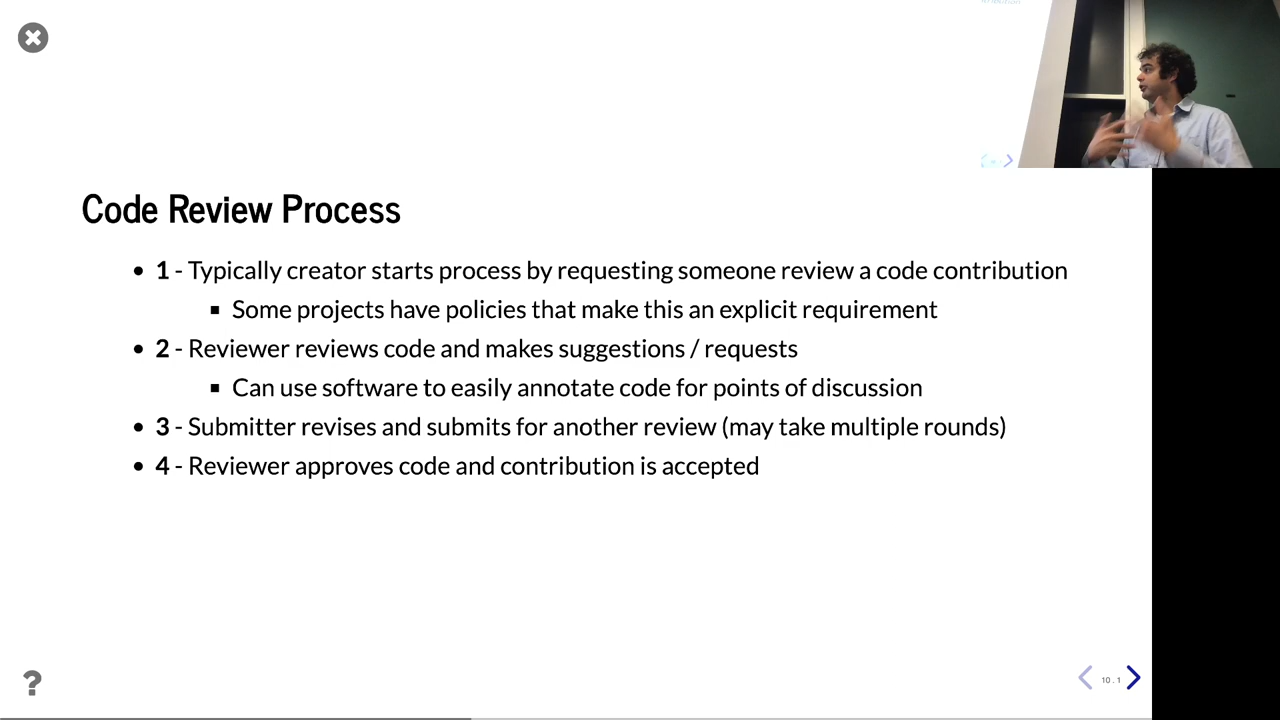 Code Review Process
1 - Typically creator starts process by requesting someone review a code contribution
Some projects have policies that make this an explicit requirement
2 - Reviewer reviews code and makes suggestions / requests
Can use software to easily annotate code for points of discussion
3 - Submitter revises and submits for another review (may take multiple rounds)
4 - Reviewer approves code and contribution is accepted
?
10 . 1